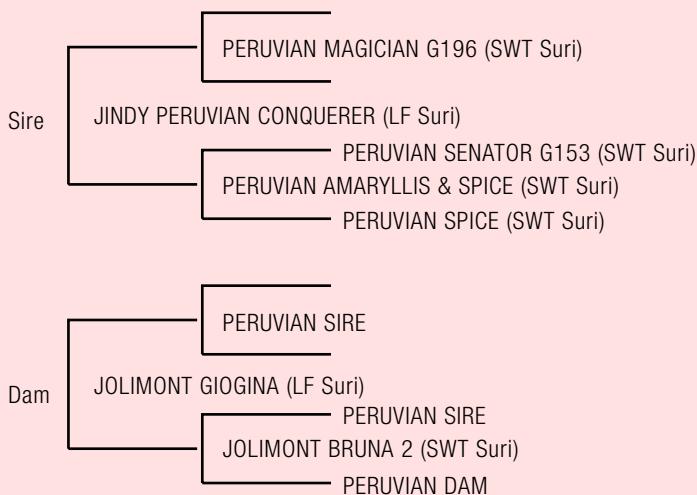 PERUVIAN MAGICIAN G196 (SWT Suri)
Sire
JINDY PERUVIAN CONQUERER (LF Suri)
PERUVIAN SENATOR G153 (SWT Suri)
PERUVIAN AMARYLLIS & SPICE (SWT Suri)
PERUVIAN SPICE (SWT Suri)
PERUVIAN SIRE
Dam
JOLIMONT GIOGINA (LF Suri)
PERUVIAN SIRE
JOLIMONT BRUNA 2 (SWT Suri)
PERUVIAN DAM